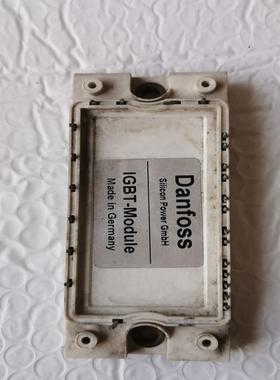 Danfoss
Silicon Power GmbH
IGBT-Module
Made in Germany